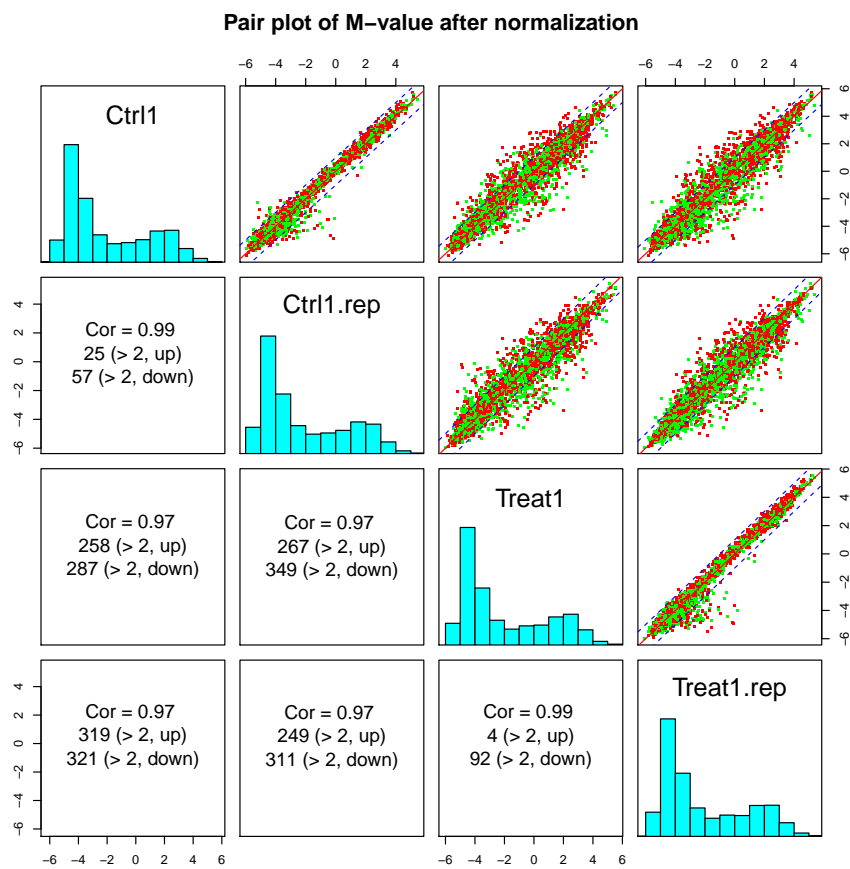 Pair plot of M−value after normalization
−6 −4 −2 0 2 4
−6 −4 −2 0 2 4
Ctrl1
−6 −4 −2 0 2 4 6
−6 −4 −2 0 2 4
Cor = 0.99
25 (> 2, up)
57 (> 2, down)
Ctrl1.rep
Cor = 0.97
258 (> 2, up)
287 (> 2, down)
Cor = 0.97
267 (> 2, up)
349 (> 2, down)
Treat1
−6 −4 −2 0 2 4 6
−6 −4 −2 0 2 4
Cor = 0.97
319 (> 2, up)
321 (> 2, down)
Cor = 0.97
249 (> 2, up)
311 (> 2, down)
Cor = 0.99
4 (> 2, up)
92 (> 2, down)
Treat1.rep
−6 −4 −2 0 2 4 6
−6 −4 −2 0 2 4 6